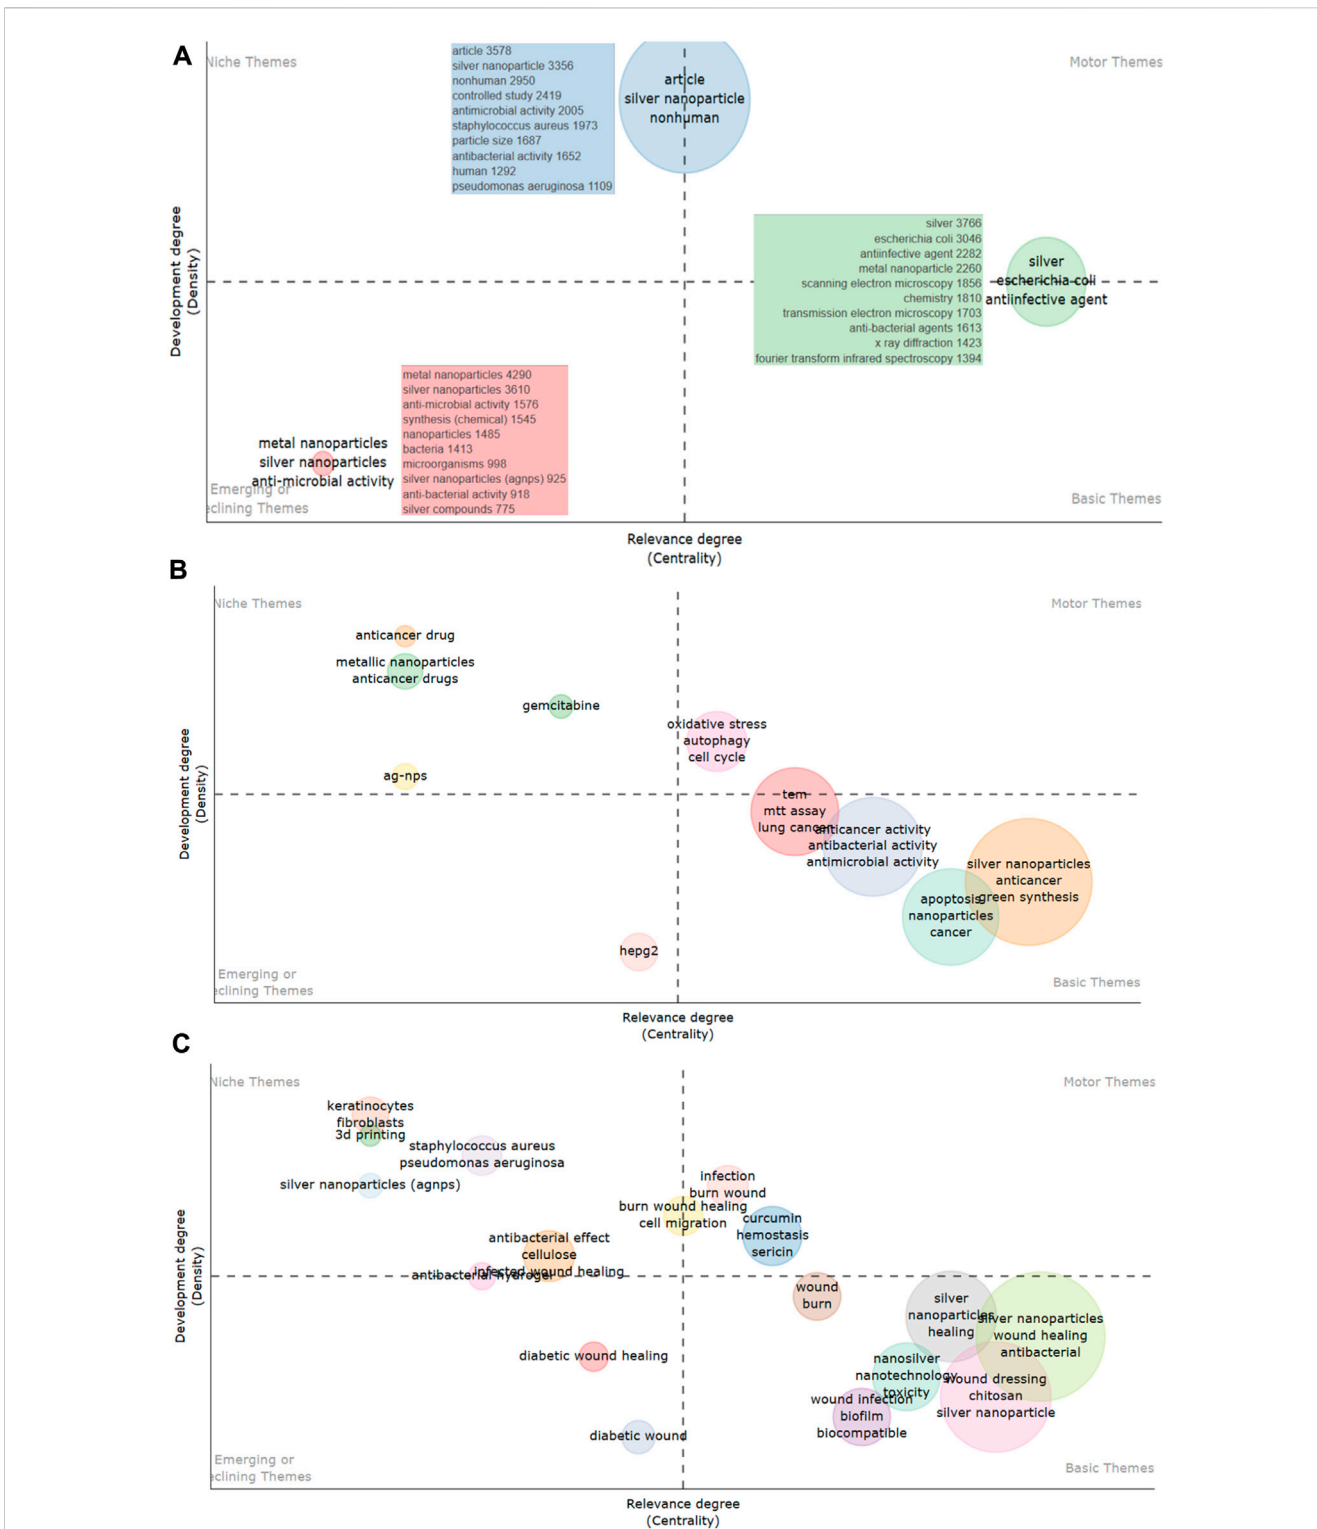 A
Niche Themes
Motor Themes
article 3578
silver nanoparticle 3356
nonhuman 2950
controlled study 2419
antimicrobial activity 2005
staphylococcus aureus 1973
particle size 1687
antibacterial activity 1652
human 1292
pseudomonas aeruginosa 1109
article
silver nanoparticle
nonhuman
silver 3766
escherichia coli 3046
antiinfective agent 2282
metal nanoparticle 2260
scanning electron microscopy 1856
chemistry 1810
transmission electron microscopy 1703
anti-bacterial agents 1613
x ray diffraction 1423
fourier transform infrared spectroscopy 1394
silver
escherichia coli
antiinfective agent
Development degree
(Density)
metal nanoparticles 4290
silver nanoparticles 3610
anti-microbial activity 1576
synthesis (chemical) 1545
nanoparticles 1485
bacteria 1413
microorganisms 998
silver nanoparticles (agnps) 925
anti-bacterial activity 918
silver compounds 775
metal nanoparticles
silver nanoparticles
anti-microbial activity
Emerging or
eclining Themes
Basic Themes
Relevance degree
(Centrality)
B
Niche Themes
Motor Themes
anticancer drug
metallic nanoparticles
anticancer drugs
gemcitabine
oxidative stress
autophagy
cell cycle
ag-nps
Development degree
(Density)
tem
mtt assay
lung cancer
anticancer activity
antibacterial activity
antimicrobial activity
silver nanoparticles
anticancer
green synthesis
apoptosis
nanoparticles
cancer
hepg2
Emerging or
eclining Themes
Basic Themes
Relevance degree
(Centrality)
C
Niche Themes
Motor Themes
keratinocytes
fibroblasts
3d printing
staphylococcus aureus
pseudomonas aeruginosa
silver nanoparticles (agnps)
infection
burn wound
burn wound healing
cell migration
curcumin
hemostasis
sericin
antibacterial effect
cellulose
infected wound healing
antibacterial hydrogel
Development degree
(Density)
wound
burn
silver
nanoparticles
healing
silver nanoparticles
wound healing
antibacterial
diabetic wound healing
nanosilver
nanotechnology
toxicity
wound dressing
chitosan
silver nanoparticle
wound infection
biofilm
biocompatible
diabetic wound
Emerging or
eclining Themes
Basic Themes
Relevance degree
(Centrality)